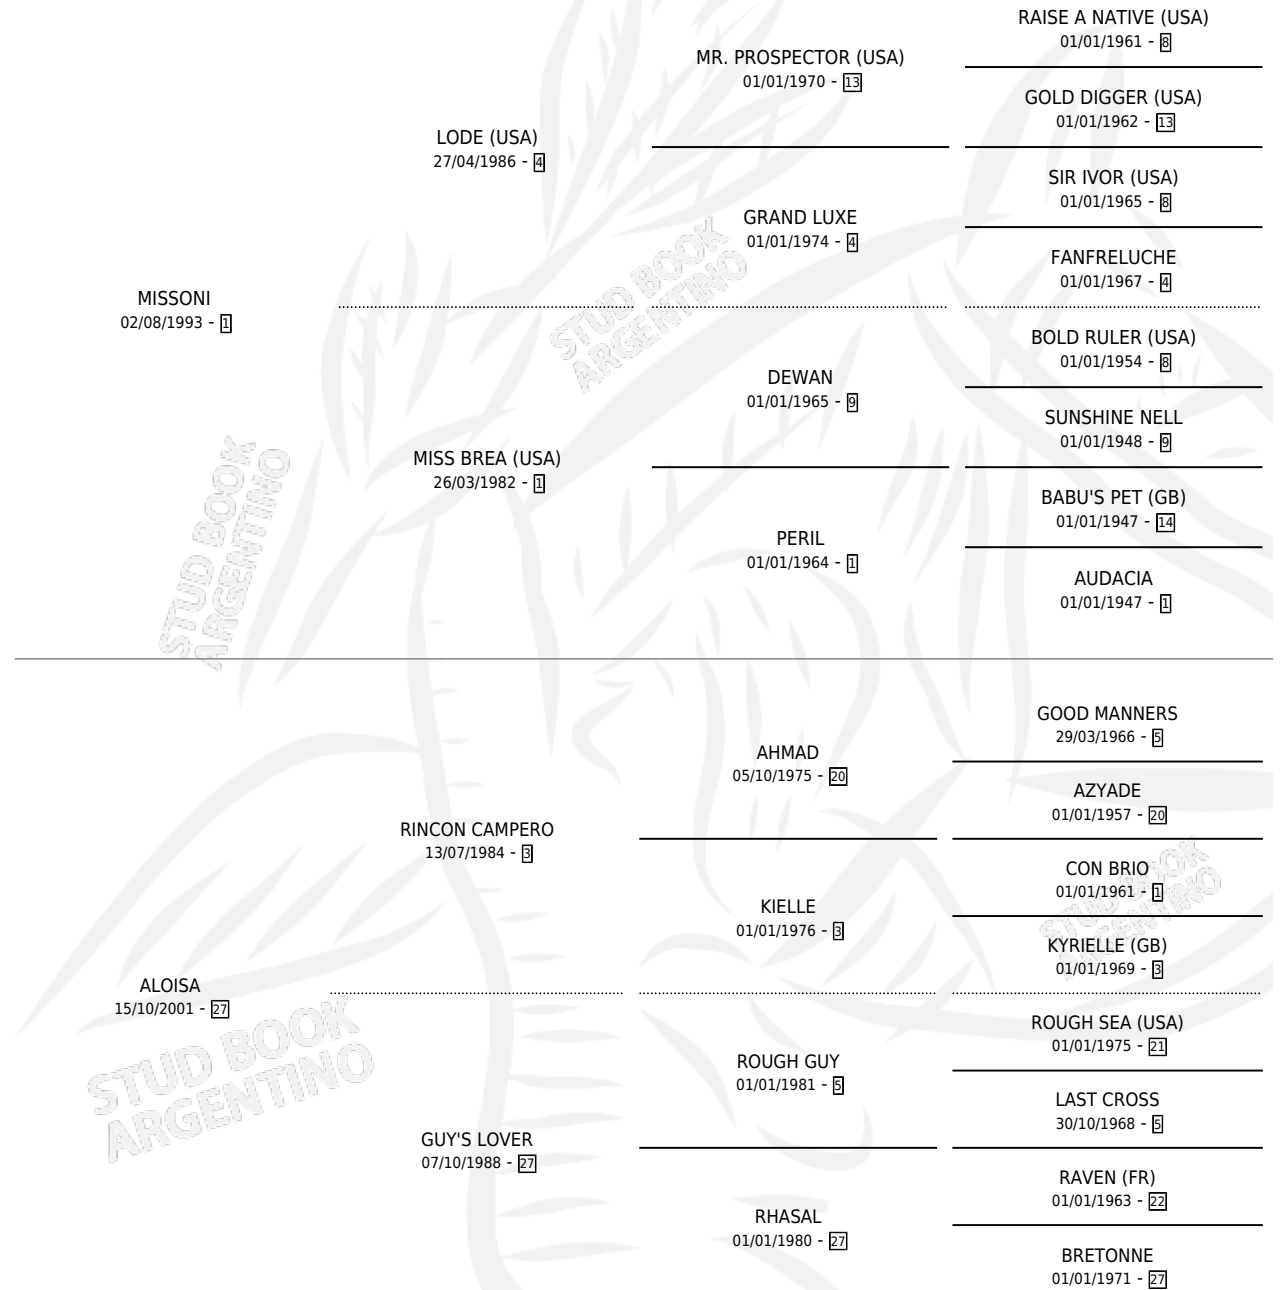 RAISE A NATIVE (USA)
01/01/1961 - 8
MR. PROSPECTOR (USA)
01/01/1970 - 13
GOLD DIGGER (USA)
01/01/1962 - 13
LODE (USA)
27/04/1986 - 4
SIR IVOR (USA)
01/01/1965 - 8
GRAND LUXE
01/01/1974 - 4
FANFRELUCHE
01/01/1967 - 4
MISSONI
02/08/1993 - 1
STUD BOOK
ARGENTINO
BOLD RULER (USA)
01/01/1954 - 8
DEWAN
01/01/1965 - 9
SUNSHINE NELL
01/01/1948 - 9
MISS BREA (USA)
26/03/1982 - 1
BABU'S PET (GB)
01/01/1947 - 14
PERIL
01/01/1964 - 1
AUDACIA
01/01/1947 - 1
STUD BOOK
ARGENTINO
GOOD MANNERS
29/03/1966 - 5
AHMAD
05/10/1975 - 20
AZYADE
01/01/1957 - 20
RINCON CAMPERO
13/07/1984 - 3
CON BRIO
01/01/1961 - 1
KIELLE
01/01/1976 - 3
STUD BOOK
ARGENTINO
KYRIELLE (GB)
01/01/1969 - 3
ALOISA
15/10/2001 - 27
STUD BOOK
ARGENTINO
ROUGH SEA (USA)
01/01/1975 - 21
ROUGH GUY
01/01/1981 - 5
LAST CROSS
30/10/1968 - 5
GUY'S LOVER
07/10/1988 - 27
RAVEN (FR)
01/01/1963 - 22
RHASAL
01/01/1980 - 27
BRETONNE
01/01/1971 - 27